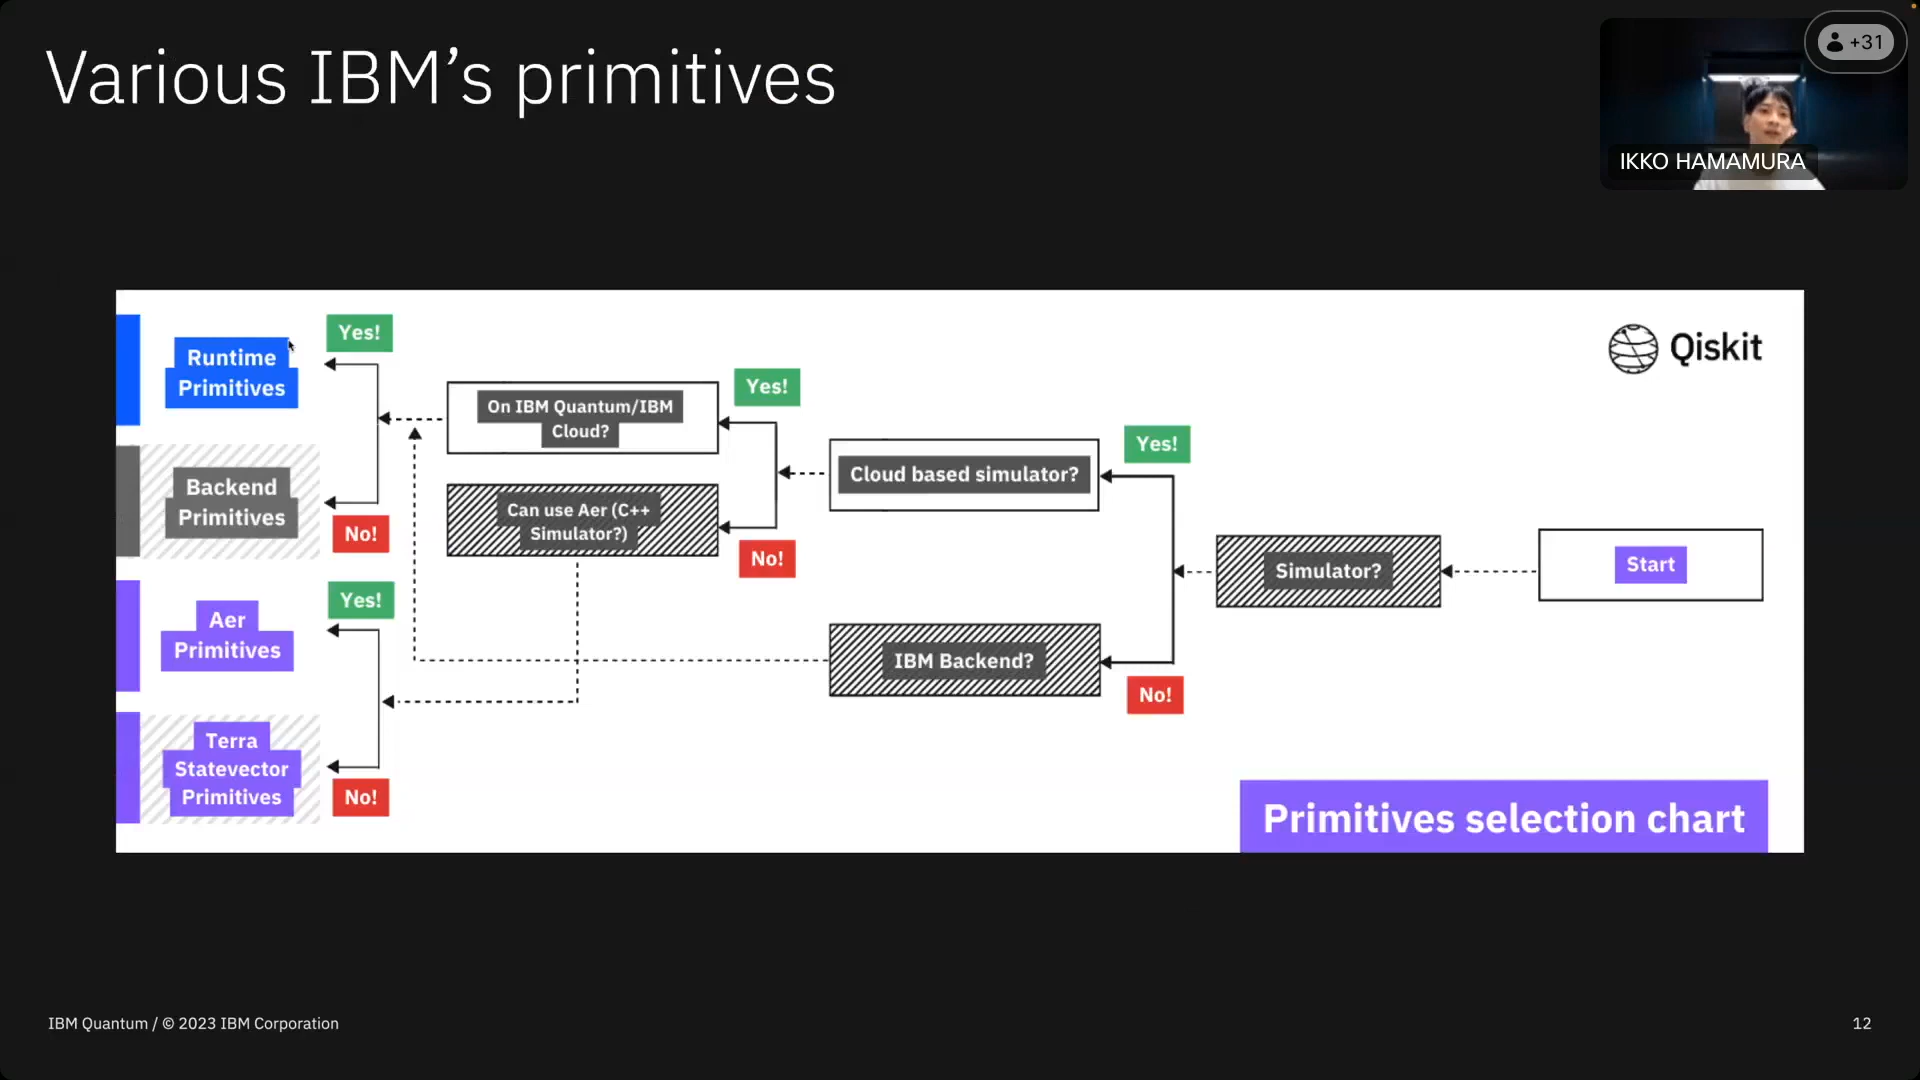 Various IBM’s primitives
+31
IKKO HAMAMURA
Qiskit
Runtime
Primitives
Yes!
Backend
Primitives
No!
Aer
Primitives
Yes!
Terra
Statevector
Primitives
No!
On IBM Quantum/IBM
Cloud?
Yes!
Can use Aer (C++
Simulator?)
No!
Cloud based simulator?
Yes!
IBM Backend?
No!
Simulator?
Start
Primitives selection chart
IBM Quantum / © 2023 IBM Corporation
12